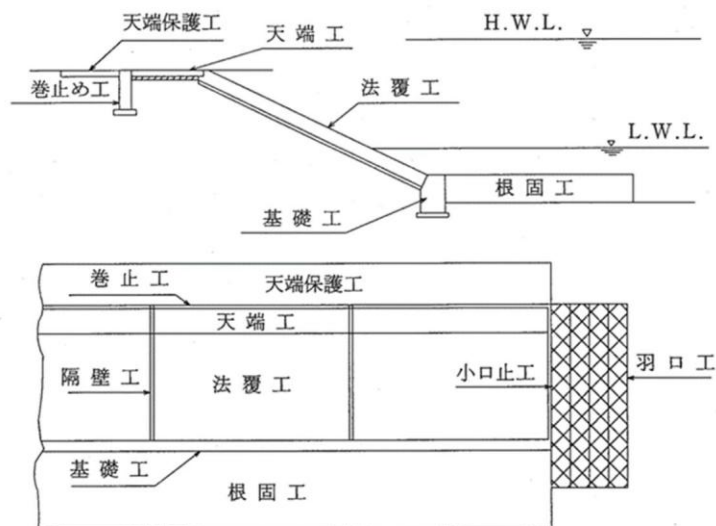 天端保護工
天端工
H.W.L.
巻止め工
法覆工
L.W.L.
根固工
基礎工
巻止工
天端保護工
天端工
隔壁工
法覆工
小口止工
羽口工
基礎工
根固工